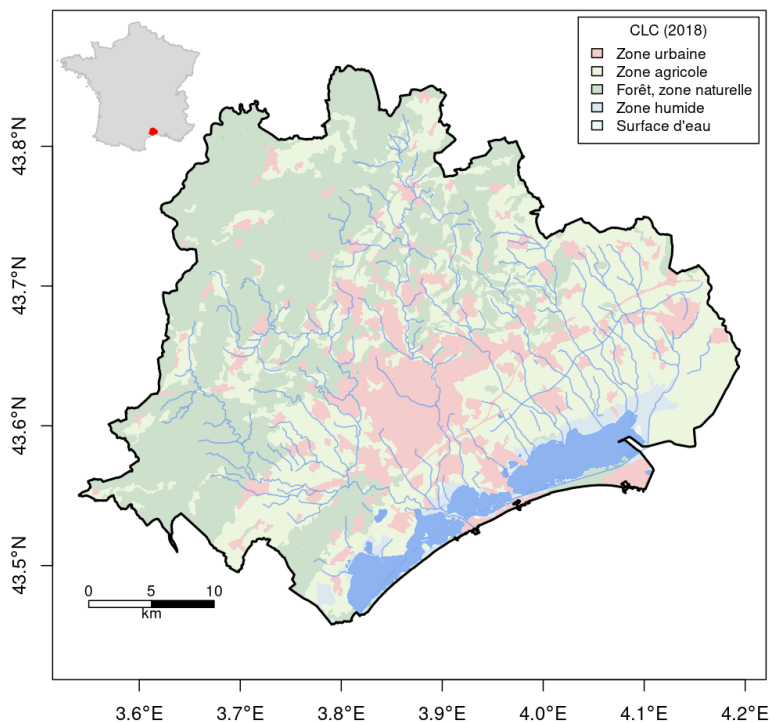 CLC (2018)
Zone urbaine
Zone agricole
Forêt, zone naturelle
Zone humide
Surface d'eau
43.8°N
43.7°N
43.6°N
43.5°N
0 5 10
km
3.6°E 3.7°E 3.8°E 3.9°E 4.0°E 4.1°E 4.2°E